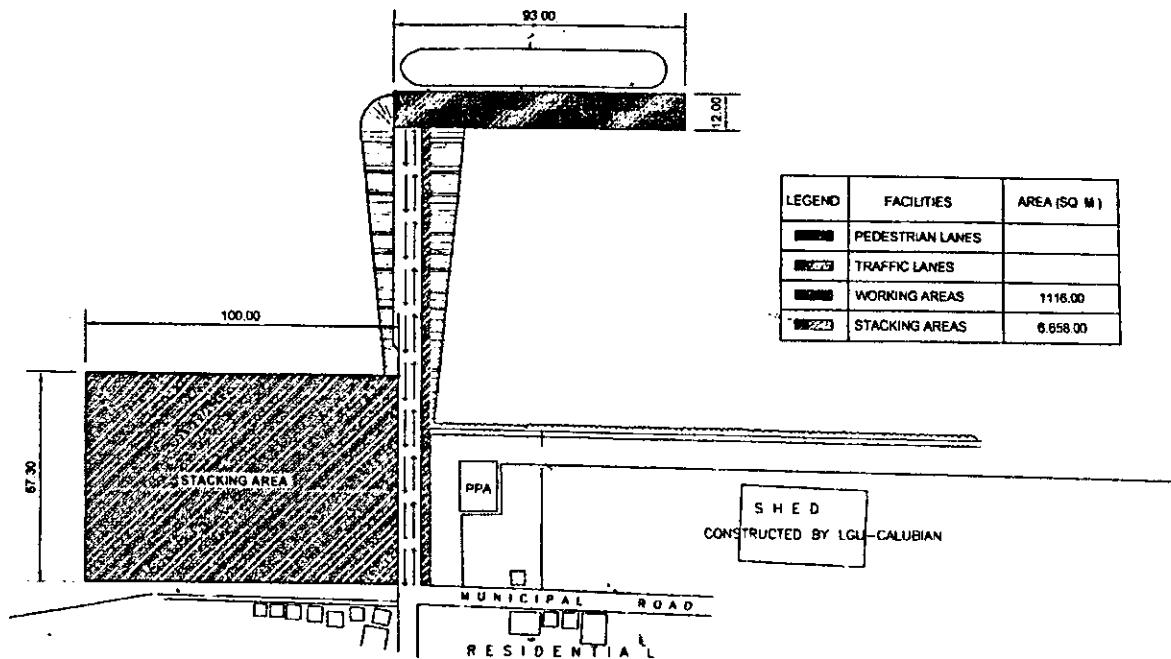 93.00
12.00
LEGEND FACILITIES AREA (SQ M)
PEDESTRIAN LANES
TRAFFIC LANES
WORKING AREAS 1116.00
STACKING AREAS 6,658.00
100.00
67.30
STACKING AREA
PPA
SHED
CONSTRUCTED BY LGU-CALUBIAN
MUNICIPAL ROAD
RESIDENTIAL